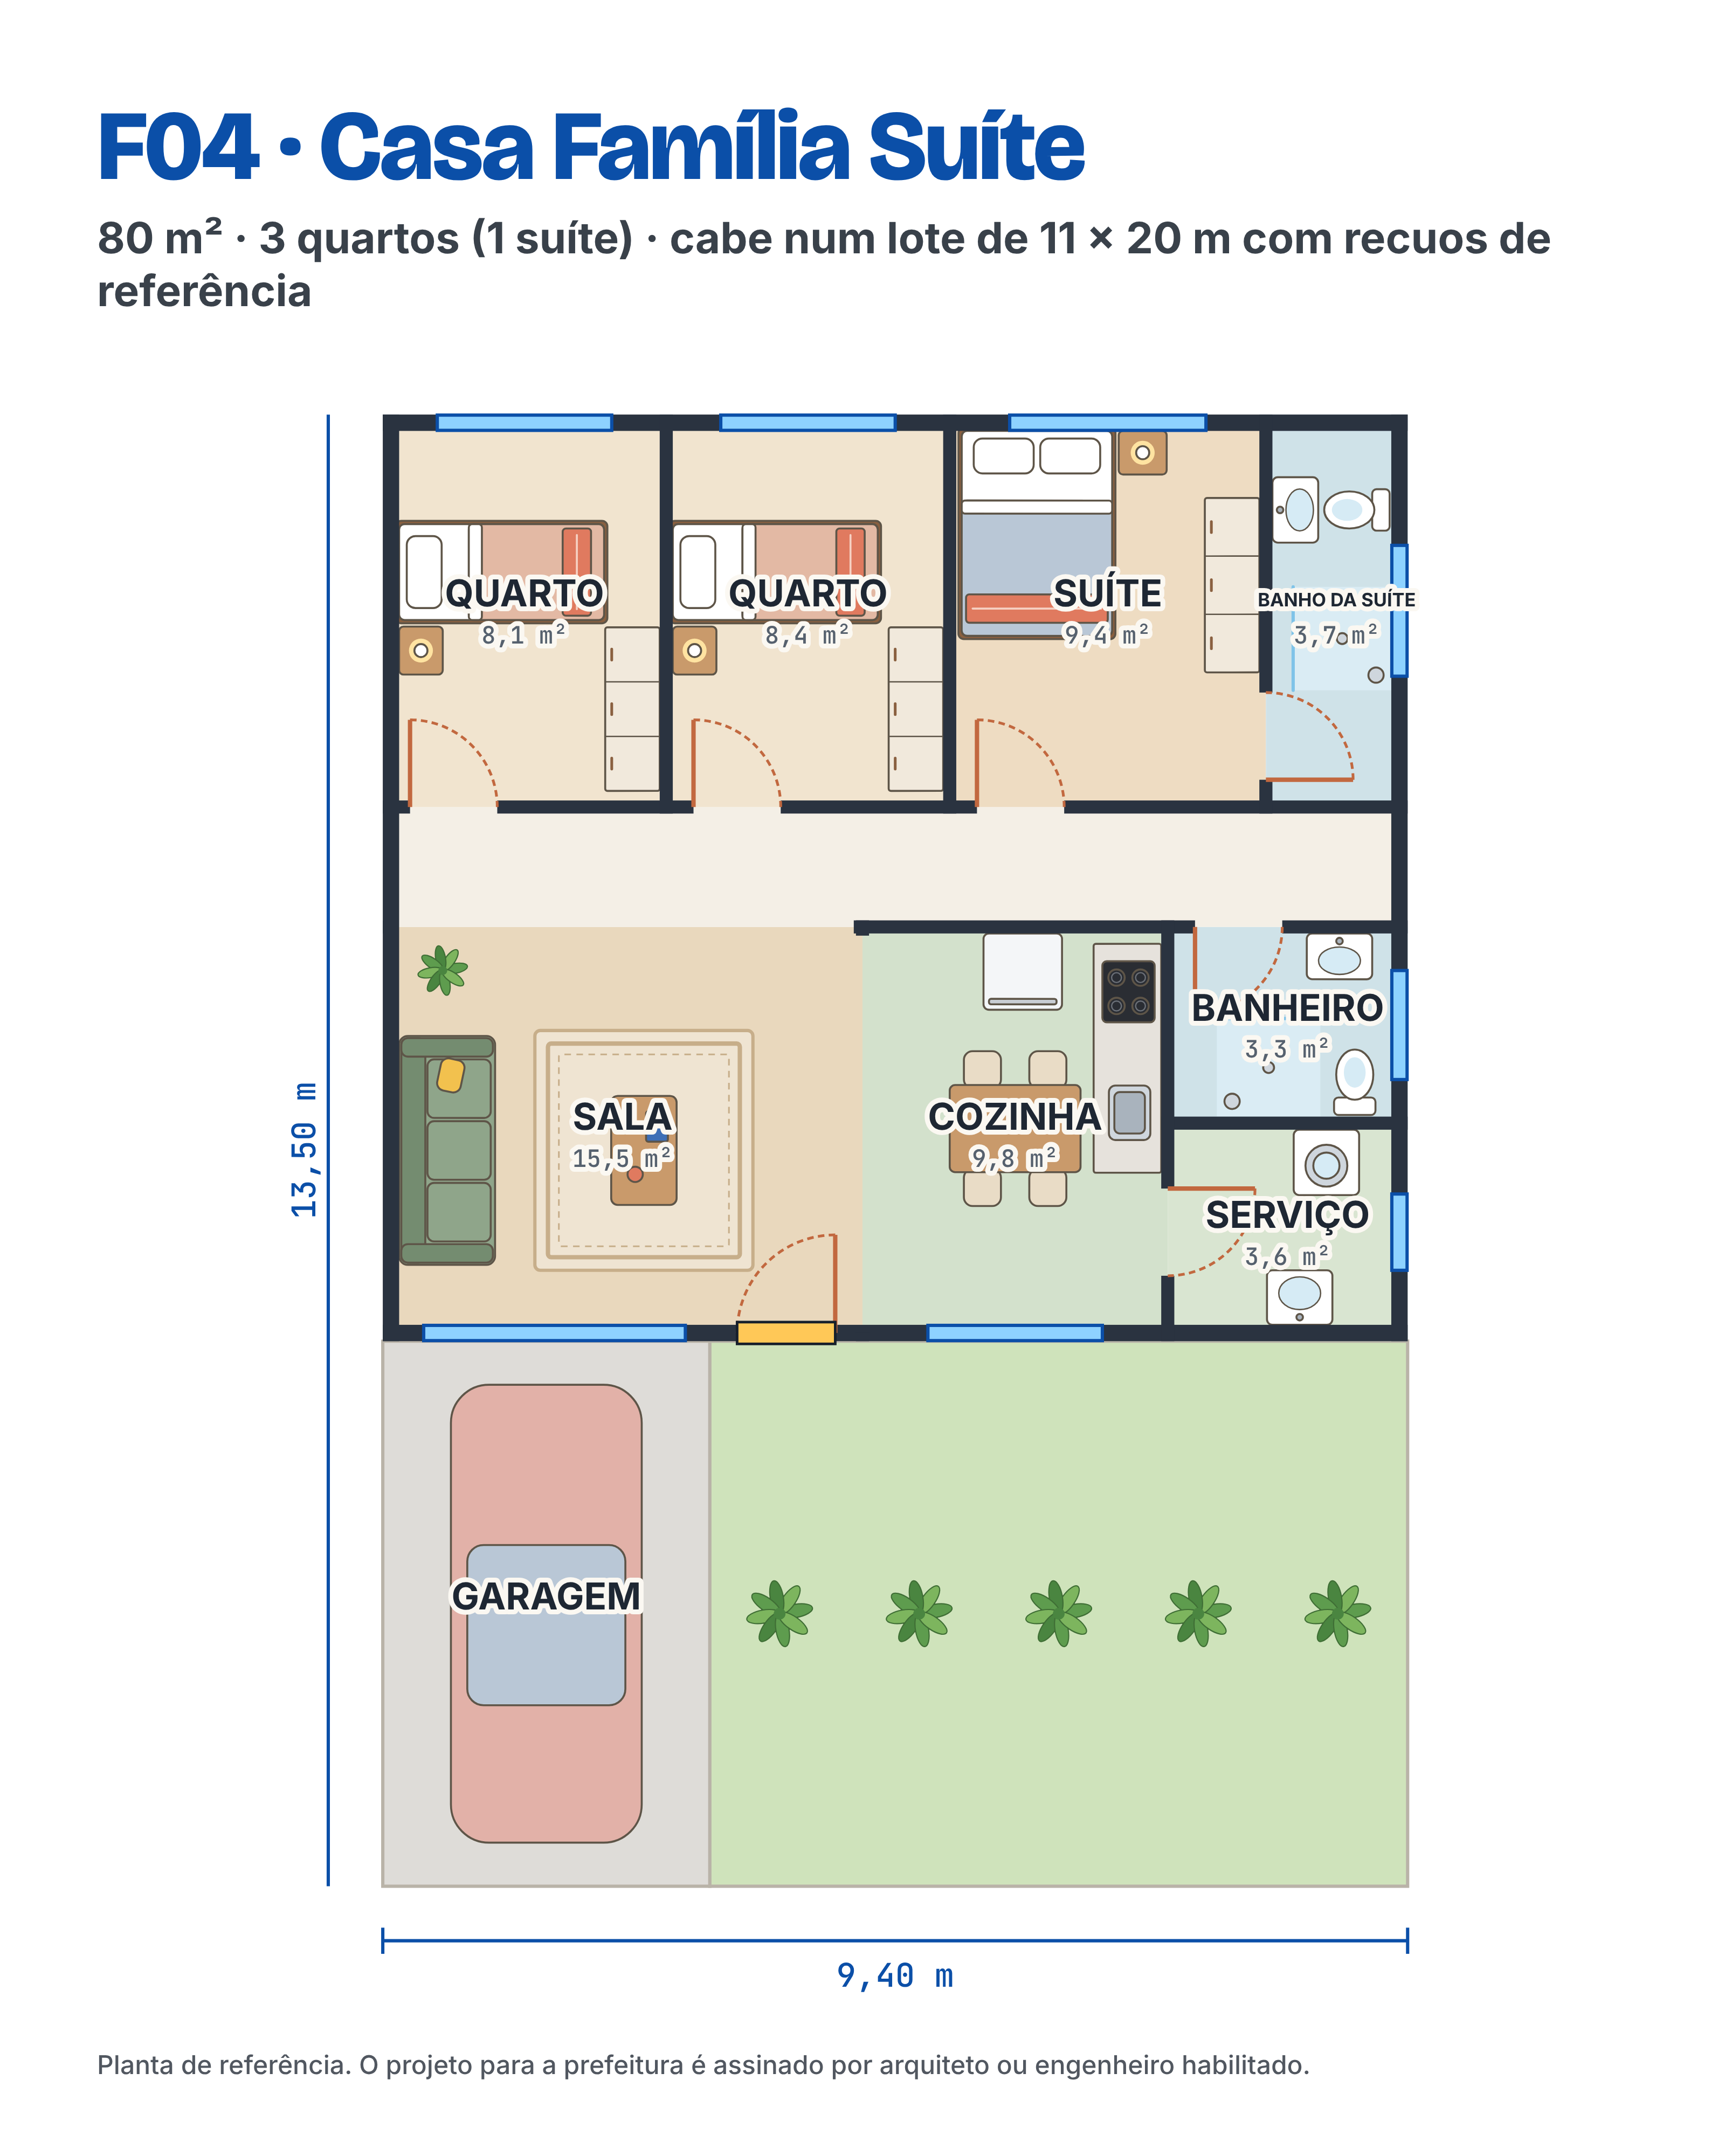 F04 · Casa Família Suíte
80 m² · 3 quartos (1 suíte) · cabe num lote de 11 × 20 m com recuos de
referência
QUARTO
8,1 m²
QUARTO
8,4 m²
SUÍTE
9,4 m²
BANHO DA SUÍTE
3,7 m²
BANHEIRO
3,3 m²
SALA
15,5 m²
COZINHA
9,8 m²
SERVIÇO
3,6 m²
13,50 m
GARAGEM
9,40 m
Planta de referência. O projeto para a prefeitura é assinado por arquiteto ou engenheiro habilitado.